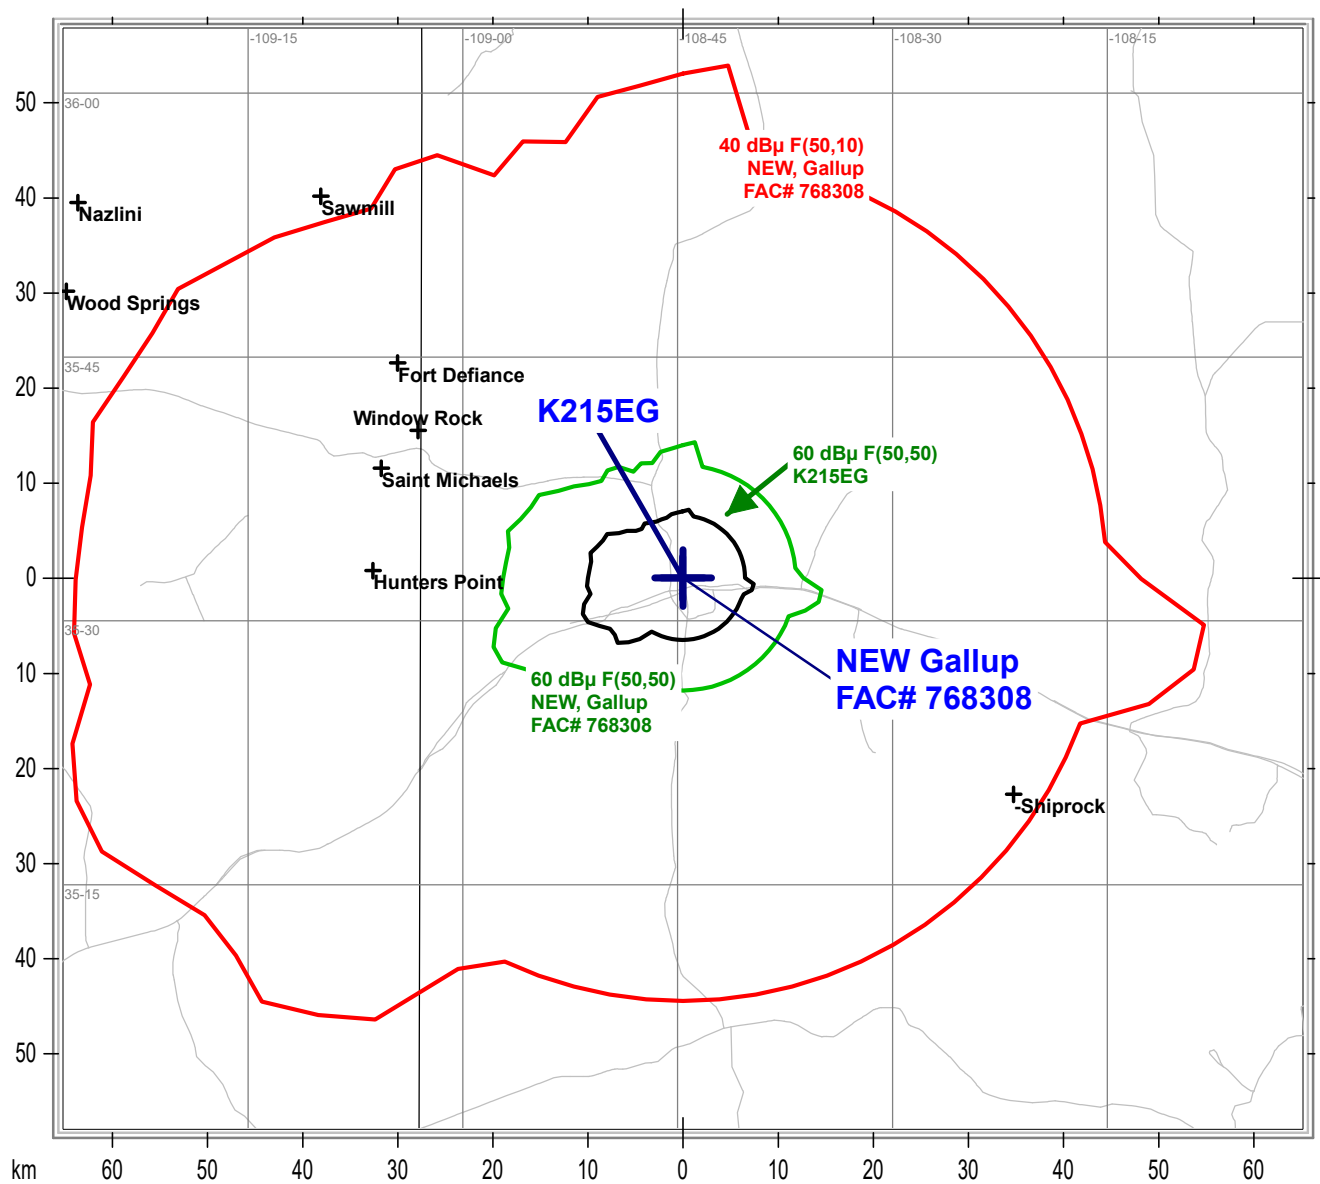 -109-15
-109-00
-108-45
-108-30
-108-15
36-00
50
40 dBµ F(50,10)
NEW, Gallup
FAC# 768308
40
Nazlini
Sawmill
30
Wood Springs
35-45
Fort Defiance
20
Window Rock
K215EG
60 dBµ F(50,50)
K215EG
10
Saint Michaels
0
Hunters Point
35-30
NEW Gallup
FAC# 768308
10
60 dBµ F(50,50)
NEW, Gallup
FAC# 768308
20
-Shiprock
30
35-15
40
50
km
60
50
40
30
20
10
0
10
20
30
40
50
60